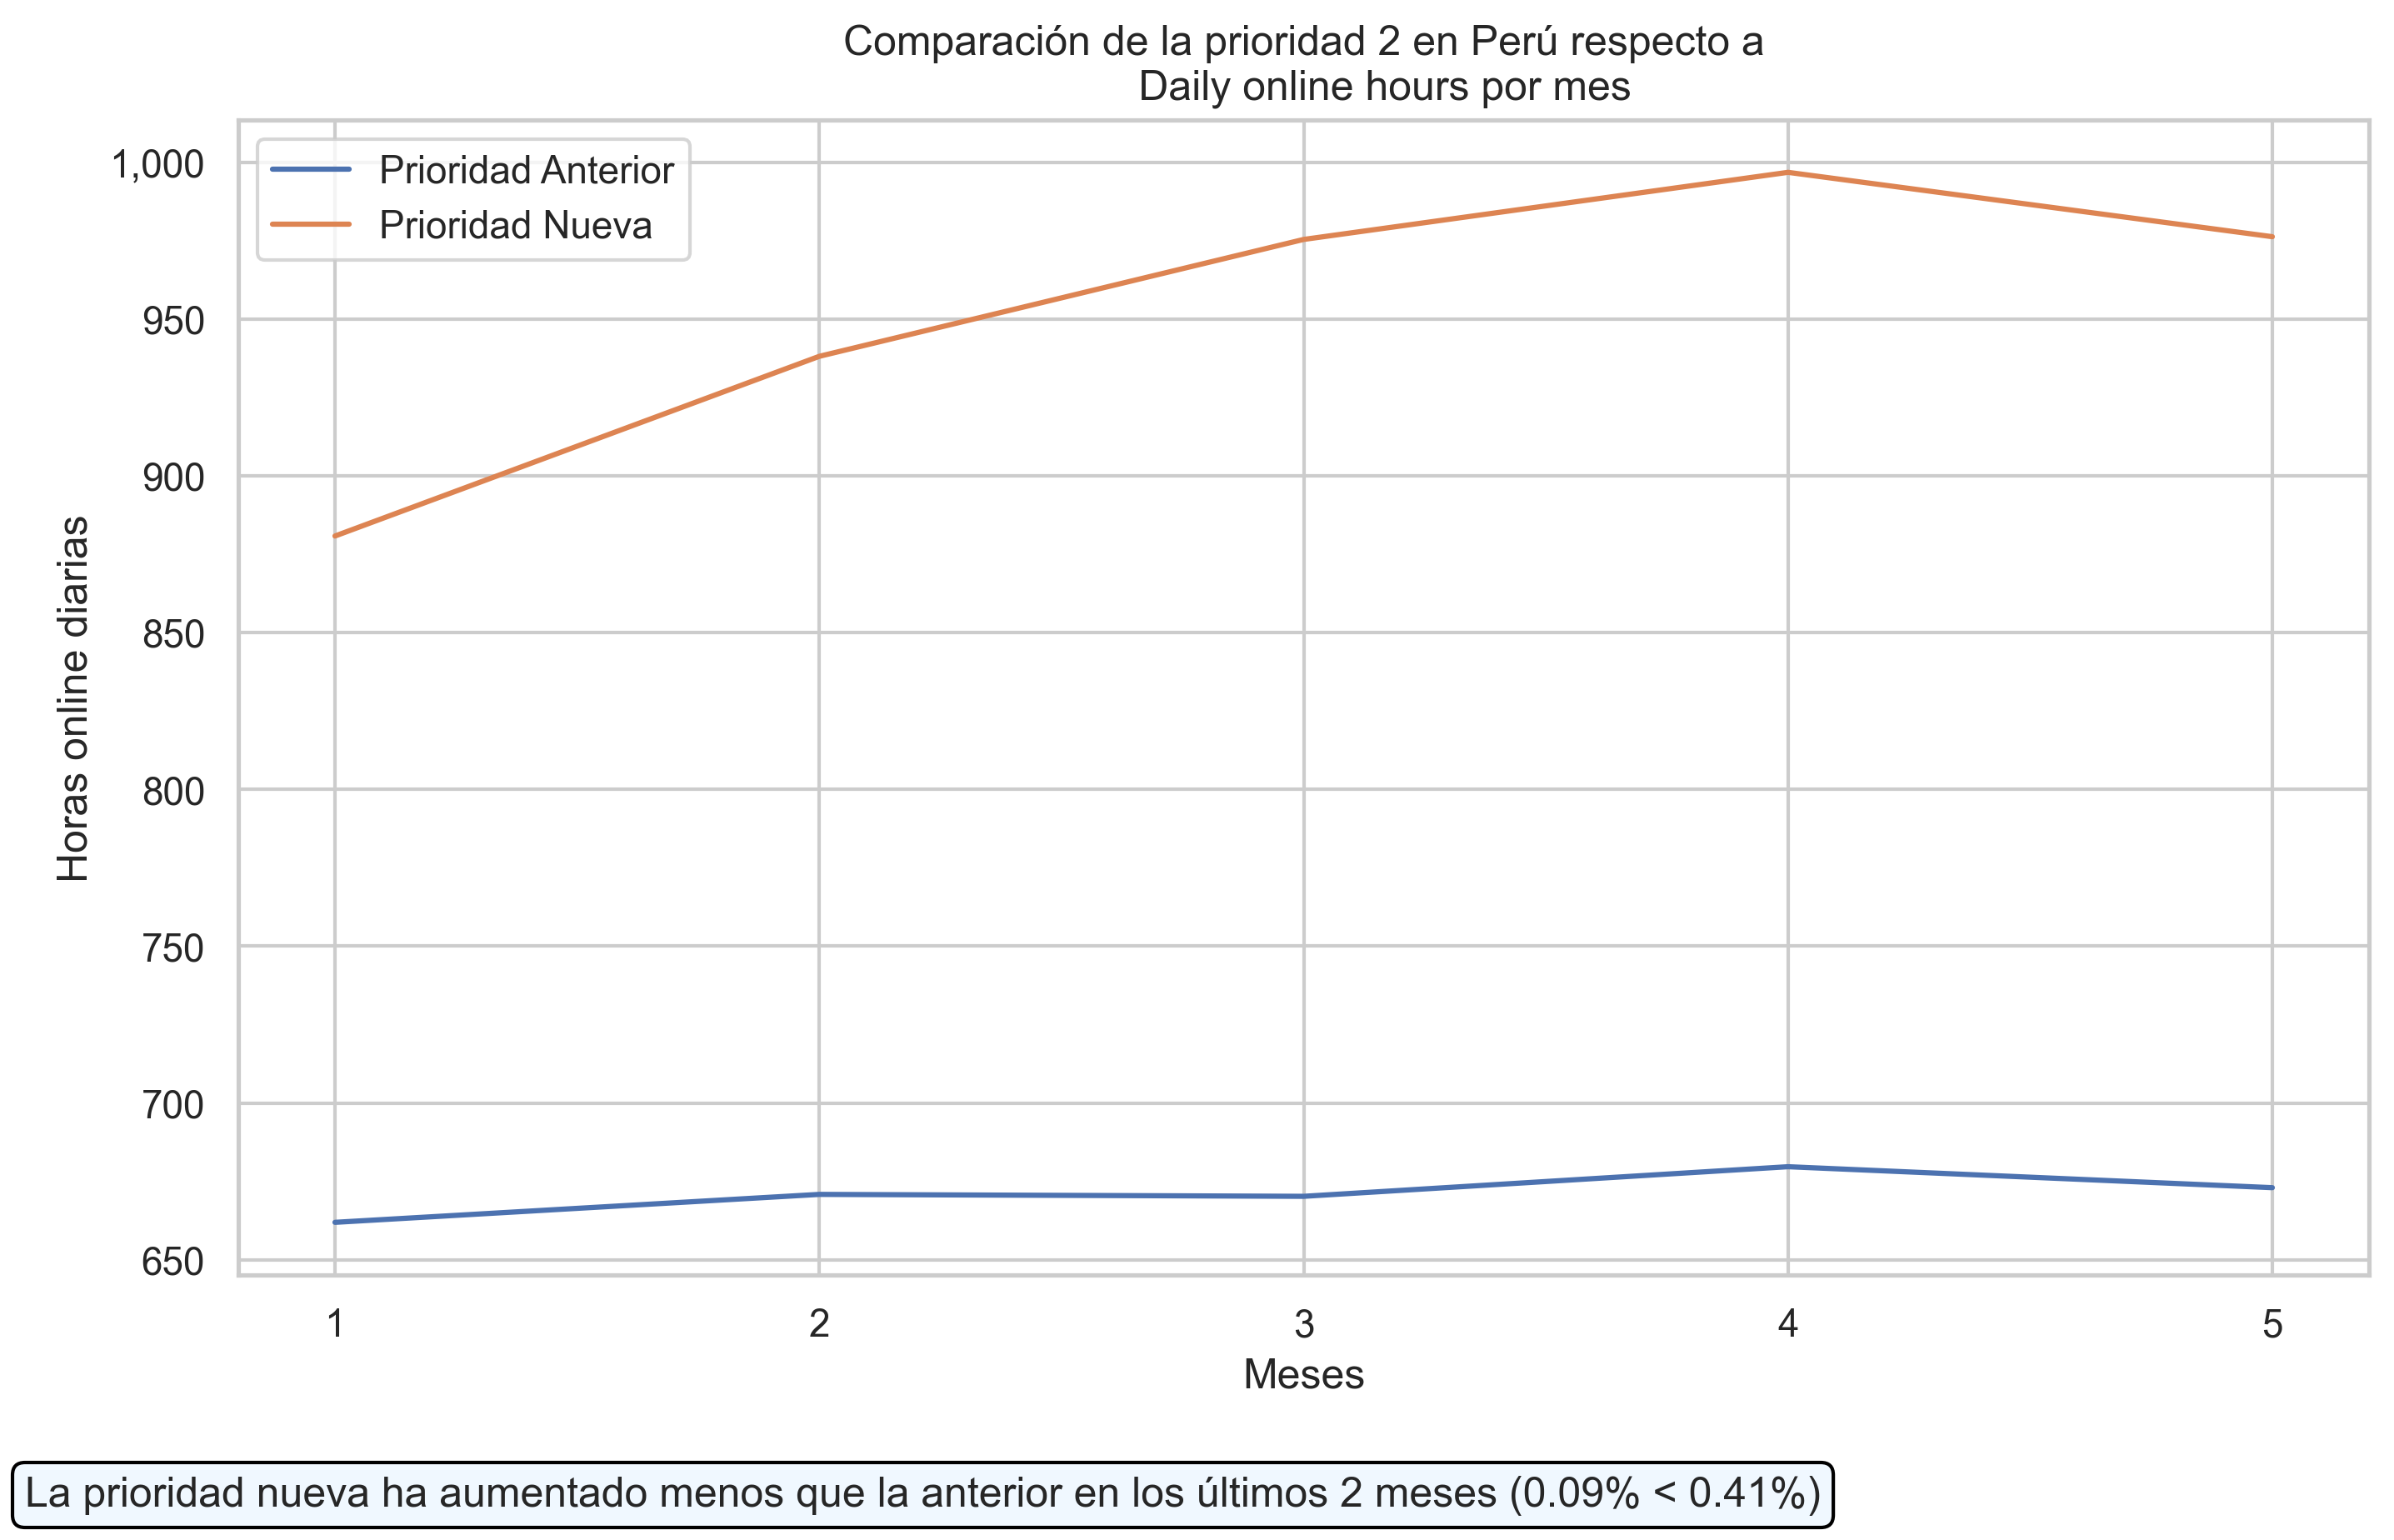 Comparación de la prioridad 2 en Perú respecto a
Daily online hours por mes
Prioridad Anterior
Prioridad Nueva
1,000
950
900
850
800
750
700
650
Horas online diarias
1
2
3
4
5
Meses
La prioridad nueva ha aumentado menos que la anterior en los últimos 2 meses (0.09% < 0.41%)